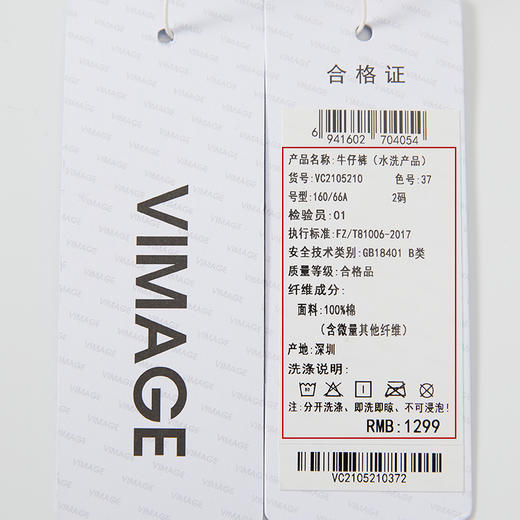 VIMAGE
合格证
6 941602 704054
产品名称:牛仔裤（水洗产品）
货号:VC2105210 色号:37
号型:160/66A 2码
检验员:01
执行标准:FZ/T81006-2017
安全技术类别:GB18401 B类
质量等级:合格品
纤维成分:
面料:100%棉
（含微量其他纤维）
产地:深圳
洗涤说明:
注:分开洗涤、即洗即晾、不可浸泡!
RMB:1299
VC2105210372